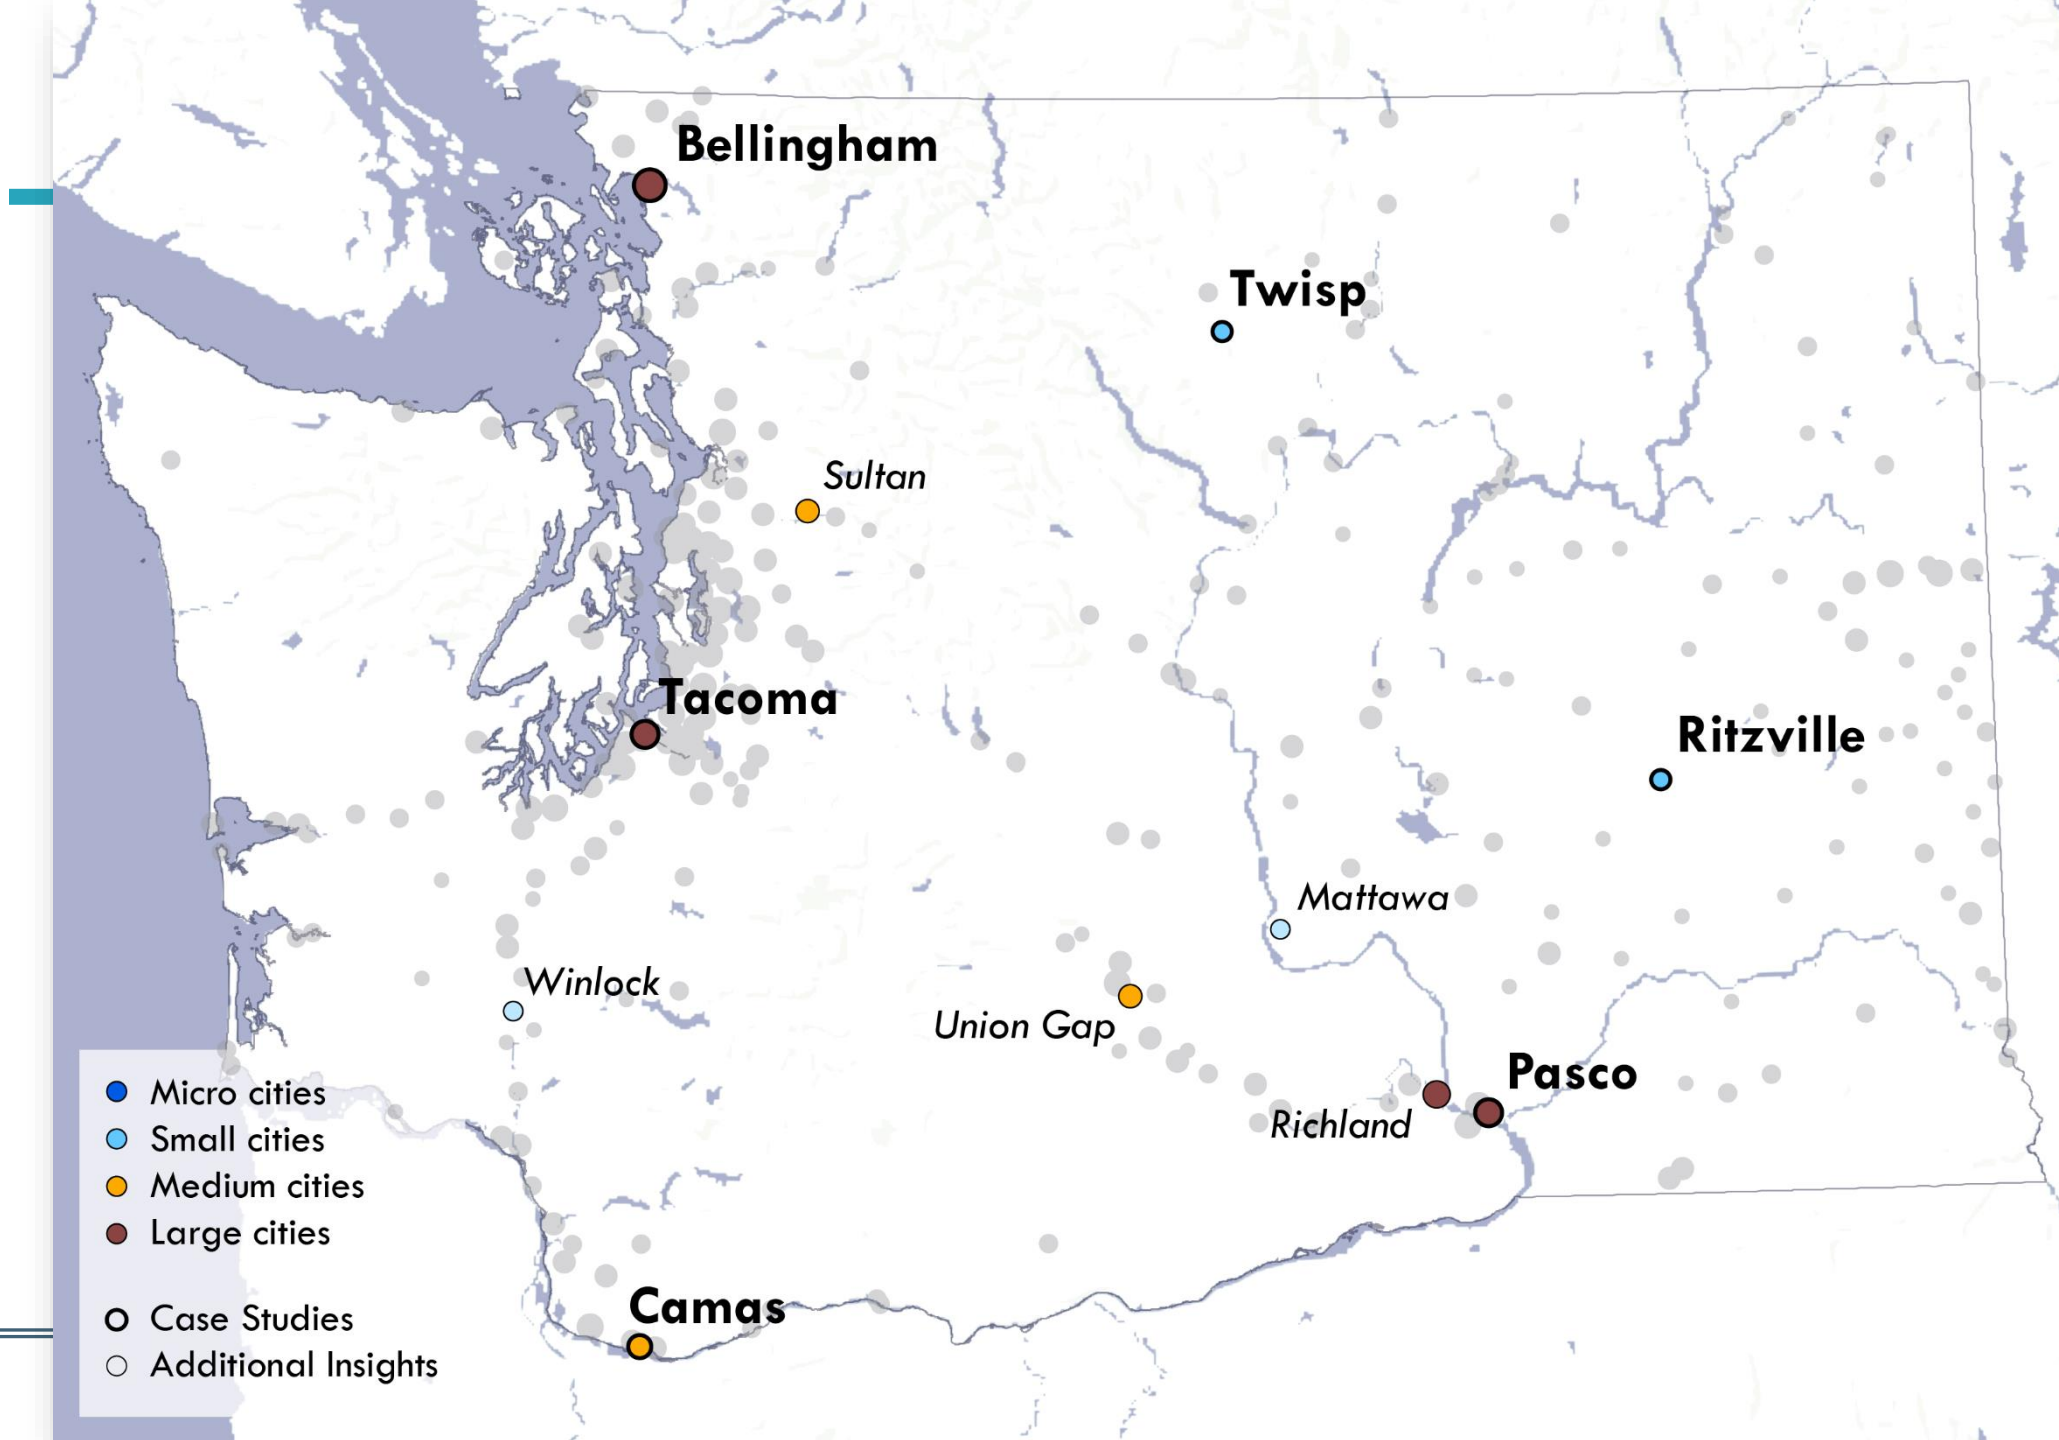 Bellingham
Twisp
Sultan
Tacoma
Ritzville
Mattawa
Winlock
Union Gap
Pasco
Richland
Camas
Micro cities
Small cities
Medium cities
Large cities
Case Studies
Additional Insights